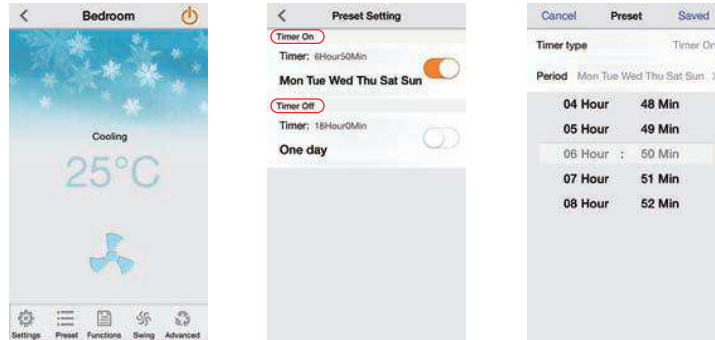 Bedroom
Cooling
25°C
Settings Preset Functions Swing Advanced
Preset Setting
Timer On
Timer: 6Hour50Min
Mon Tue Wed Thu Sat Sun
Timer Off
Timer: 18Hour0Min
One day
Cancel Preset Saved
Timer type Timer On
Period Mon Tue Wed Thu Sat Sun
04 Hour 48 Min
05 Hour 49 Min
06 Hour : 50 Min
07 Hour 51 Min
08 Hour 52 Min